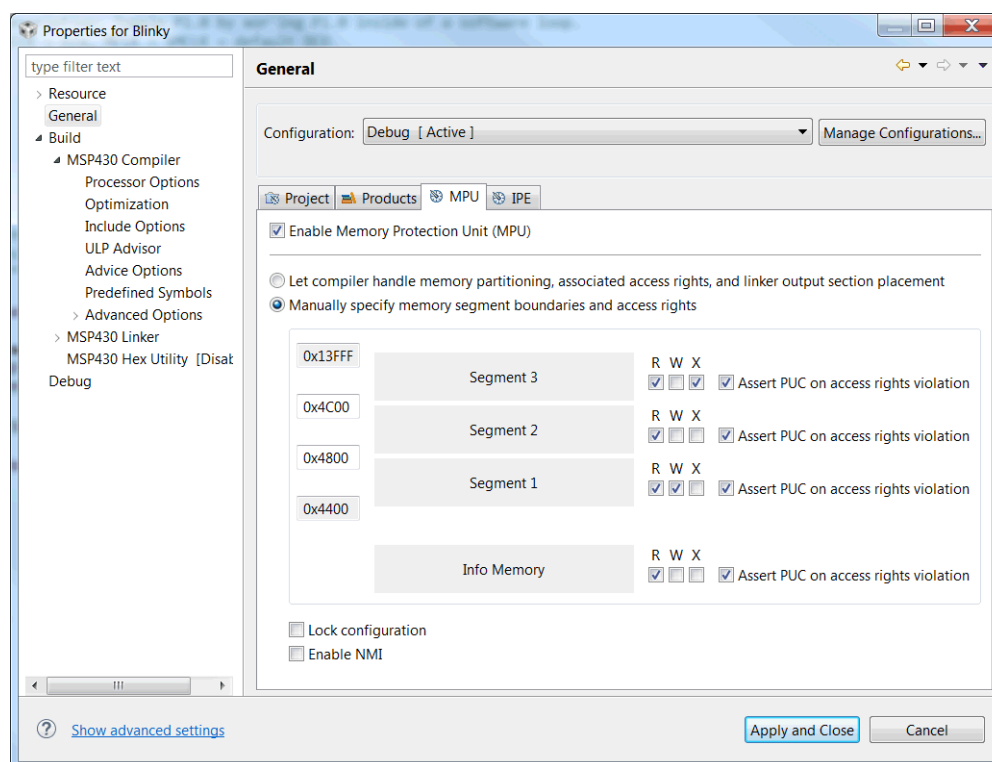 Properties for Blinky
type filter text
Resource
General
Build
MSP430 Compiler
Processor Options
Optimization
Include Options
ULP Advisor
Advice Options
Predefined Symbols
Advanced Options
MSP430 Linker
MSP430 Hex Utility [Disat
Debug
General
Configuration: Debug [ Active ] Manage Configurations...
Project Products MPU IPE
Enable Memory Protection Unit (MPU)
Let compiler handle memory partitioning, associated access rights, and linker output section placement
Manually specify memory segment boundaries and access rights
0x13FFF
R W X
Segment 3 Assert PUC on access rights violation
0x4C00
R W X
Segment 2 Assert PUC on access rights violation
0x4800
R W X
Segment 1 Assert PUC on access rights violation
0x4400
R W X
Info Memory Assert PUC on access rights violation
Lock configuration
Enable NMI
Show advanced settings Apply and Close Cancel